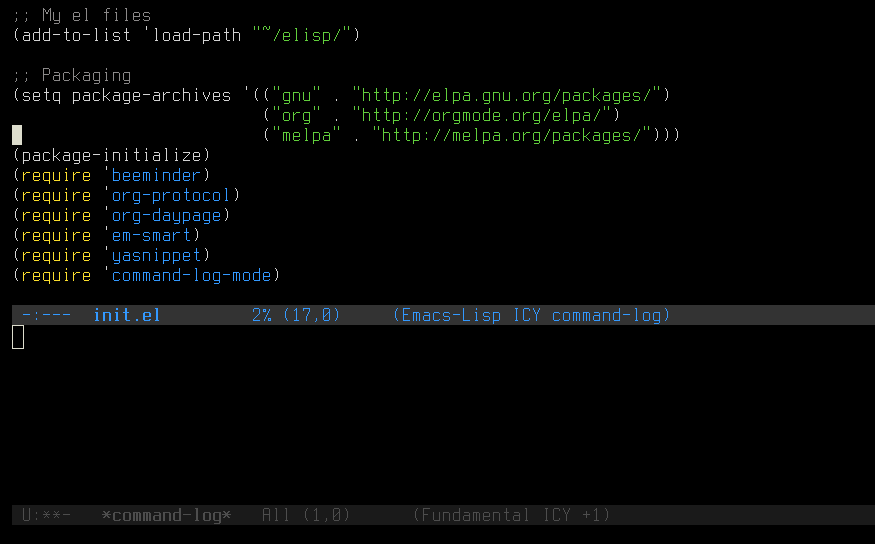 ;; My el files
(add-to-list 'load-path "~/elisp/")
;; Packaging
(setq package-archives '(("gnu" . "http://elpa.gnu.org/packages/")
("org" . "http://orgmode.org/elpa/")
("melpa" . "http://melpa.org/packages/")))
(package-initialize)
(require 'beeminder)
(require 'org-protocol)
(require 'org-daypage)
(require 'em-smart)
(require 'yasnippet)
(require 'command-log-mode)
-:--- init.el 2% (17,0) (Emacs-Lisp ICY command-log)
U:**- *command-log* All (1,0) (Fundamental ICY +1)